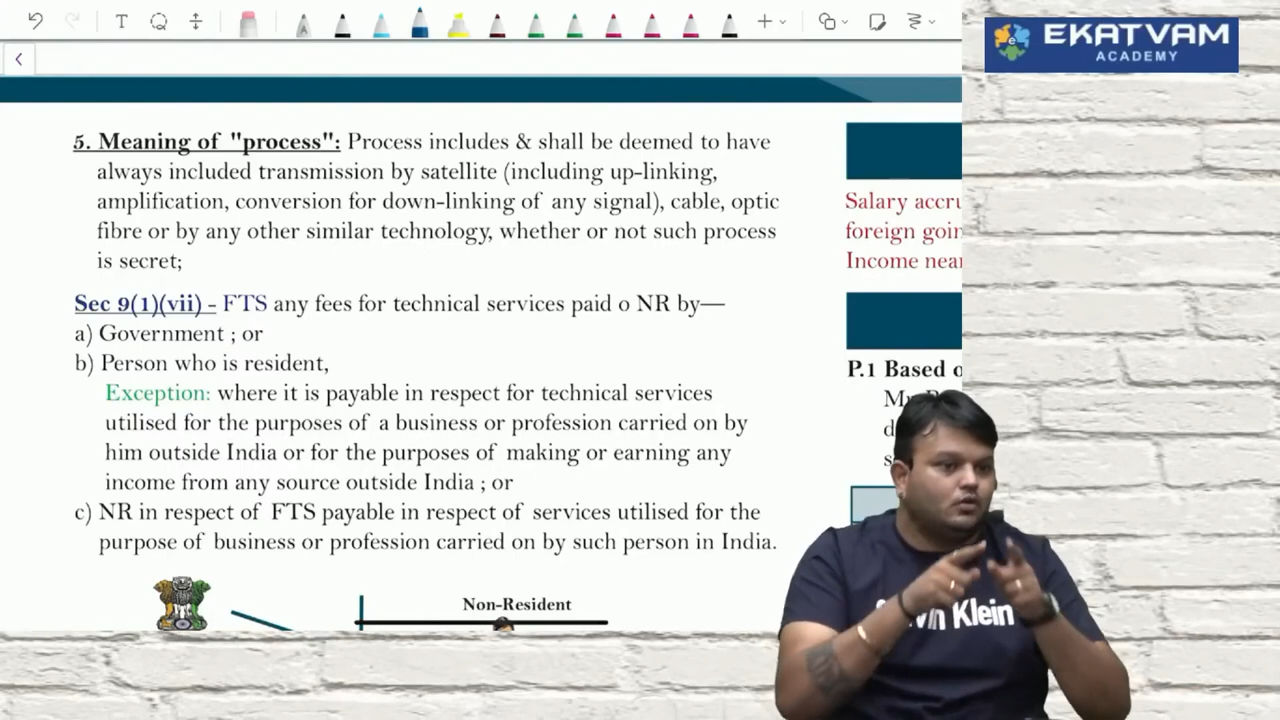 EKATVAM
ACADEMY
5. Meaning of "process": Process includes & shall be deemed to have
always included transmission by satellite (including up-linking,
amplification, conversion for down-linking of any signal), cable, optic
fibre or by any other similar technology, whether or not such process
is secret;
Sec 9(1)(vii) - FTS any fees for technical services paid o NR by—
a) Government ; or
b) Person who is resident,
Exception: where it is payable in respect for technical services
utilised for the purposes of a business or profession carried on by
him outside India or for the purposes of making or earning any
income from any source outside India ; or
c) NR in respect of FTS payable in respect of services utilised for the
purpose of business or profession carried on by such person in India.
Non-Resident
Salary
foreign
Income
P.1 Based
Klein